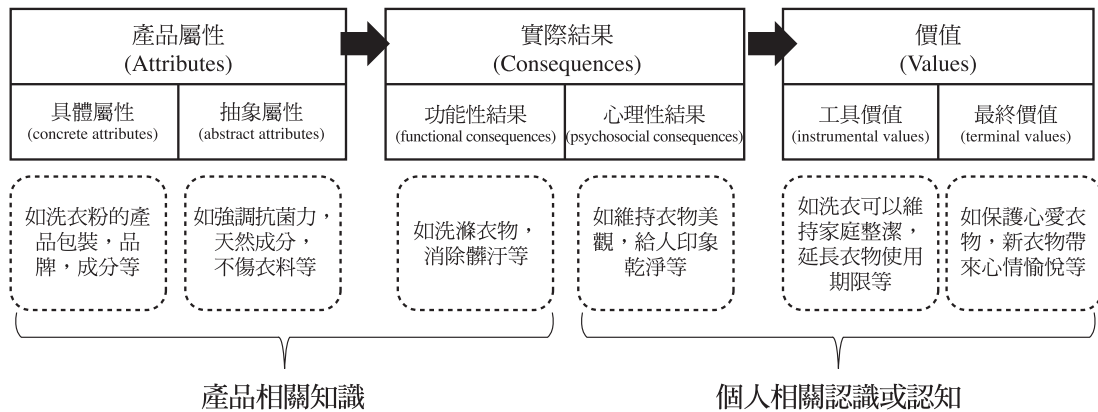 產品屬性
(Attributes)
實際結果
(Consequences)
價值
(Values)
具體屬性
(concrete attributes)
抽象屬性
(abstract attributes)
功能性結果
(functional consequences)
心理性結果
(psychosocial consequences)
工具價值
(instrumental values)
最終價值
(terminal values)
如洗衣粉的產
品包裝，品
牌，成分等
如強調抗菌力，
天然成分，
不傷衣料等
如洗滌衣物，
消除髒汙等
如維持衣物美
觀，給人印象
乾淨等
如洗衣可以維
持家庭整潔，
延長衣物使用
期限等
如保護心愛衣
物，新衣物帶
來心情愉悅等
產品相關知識
個人相關認識或認知